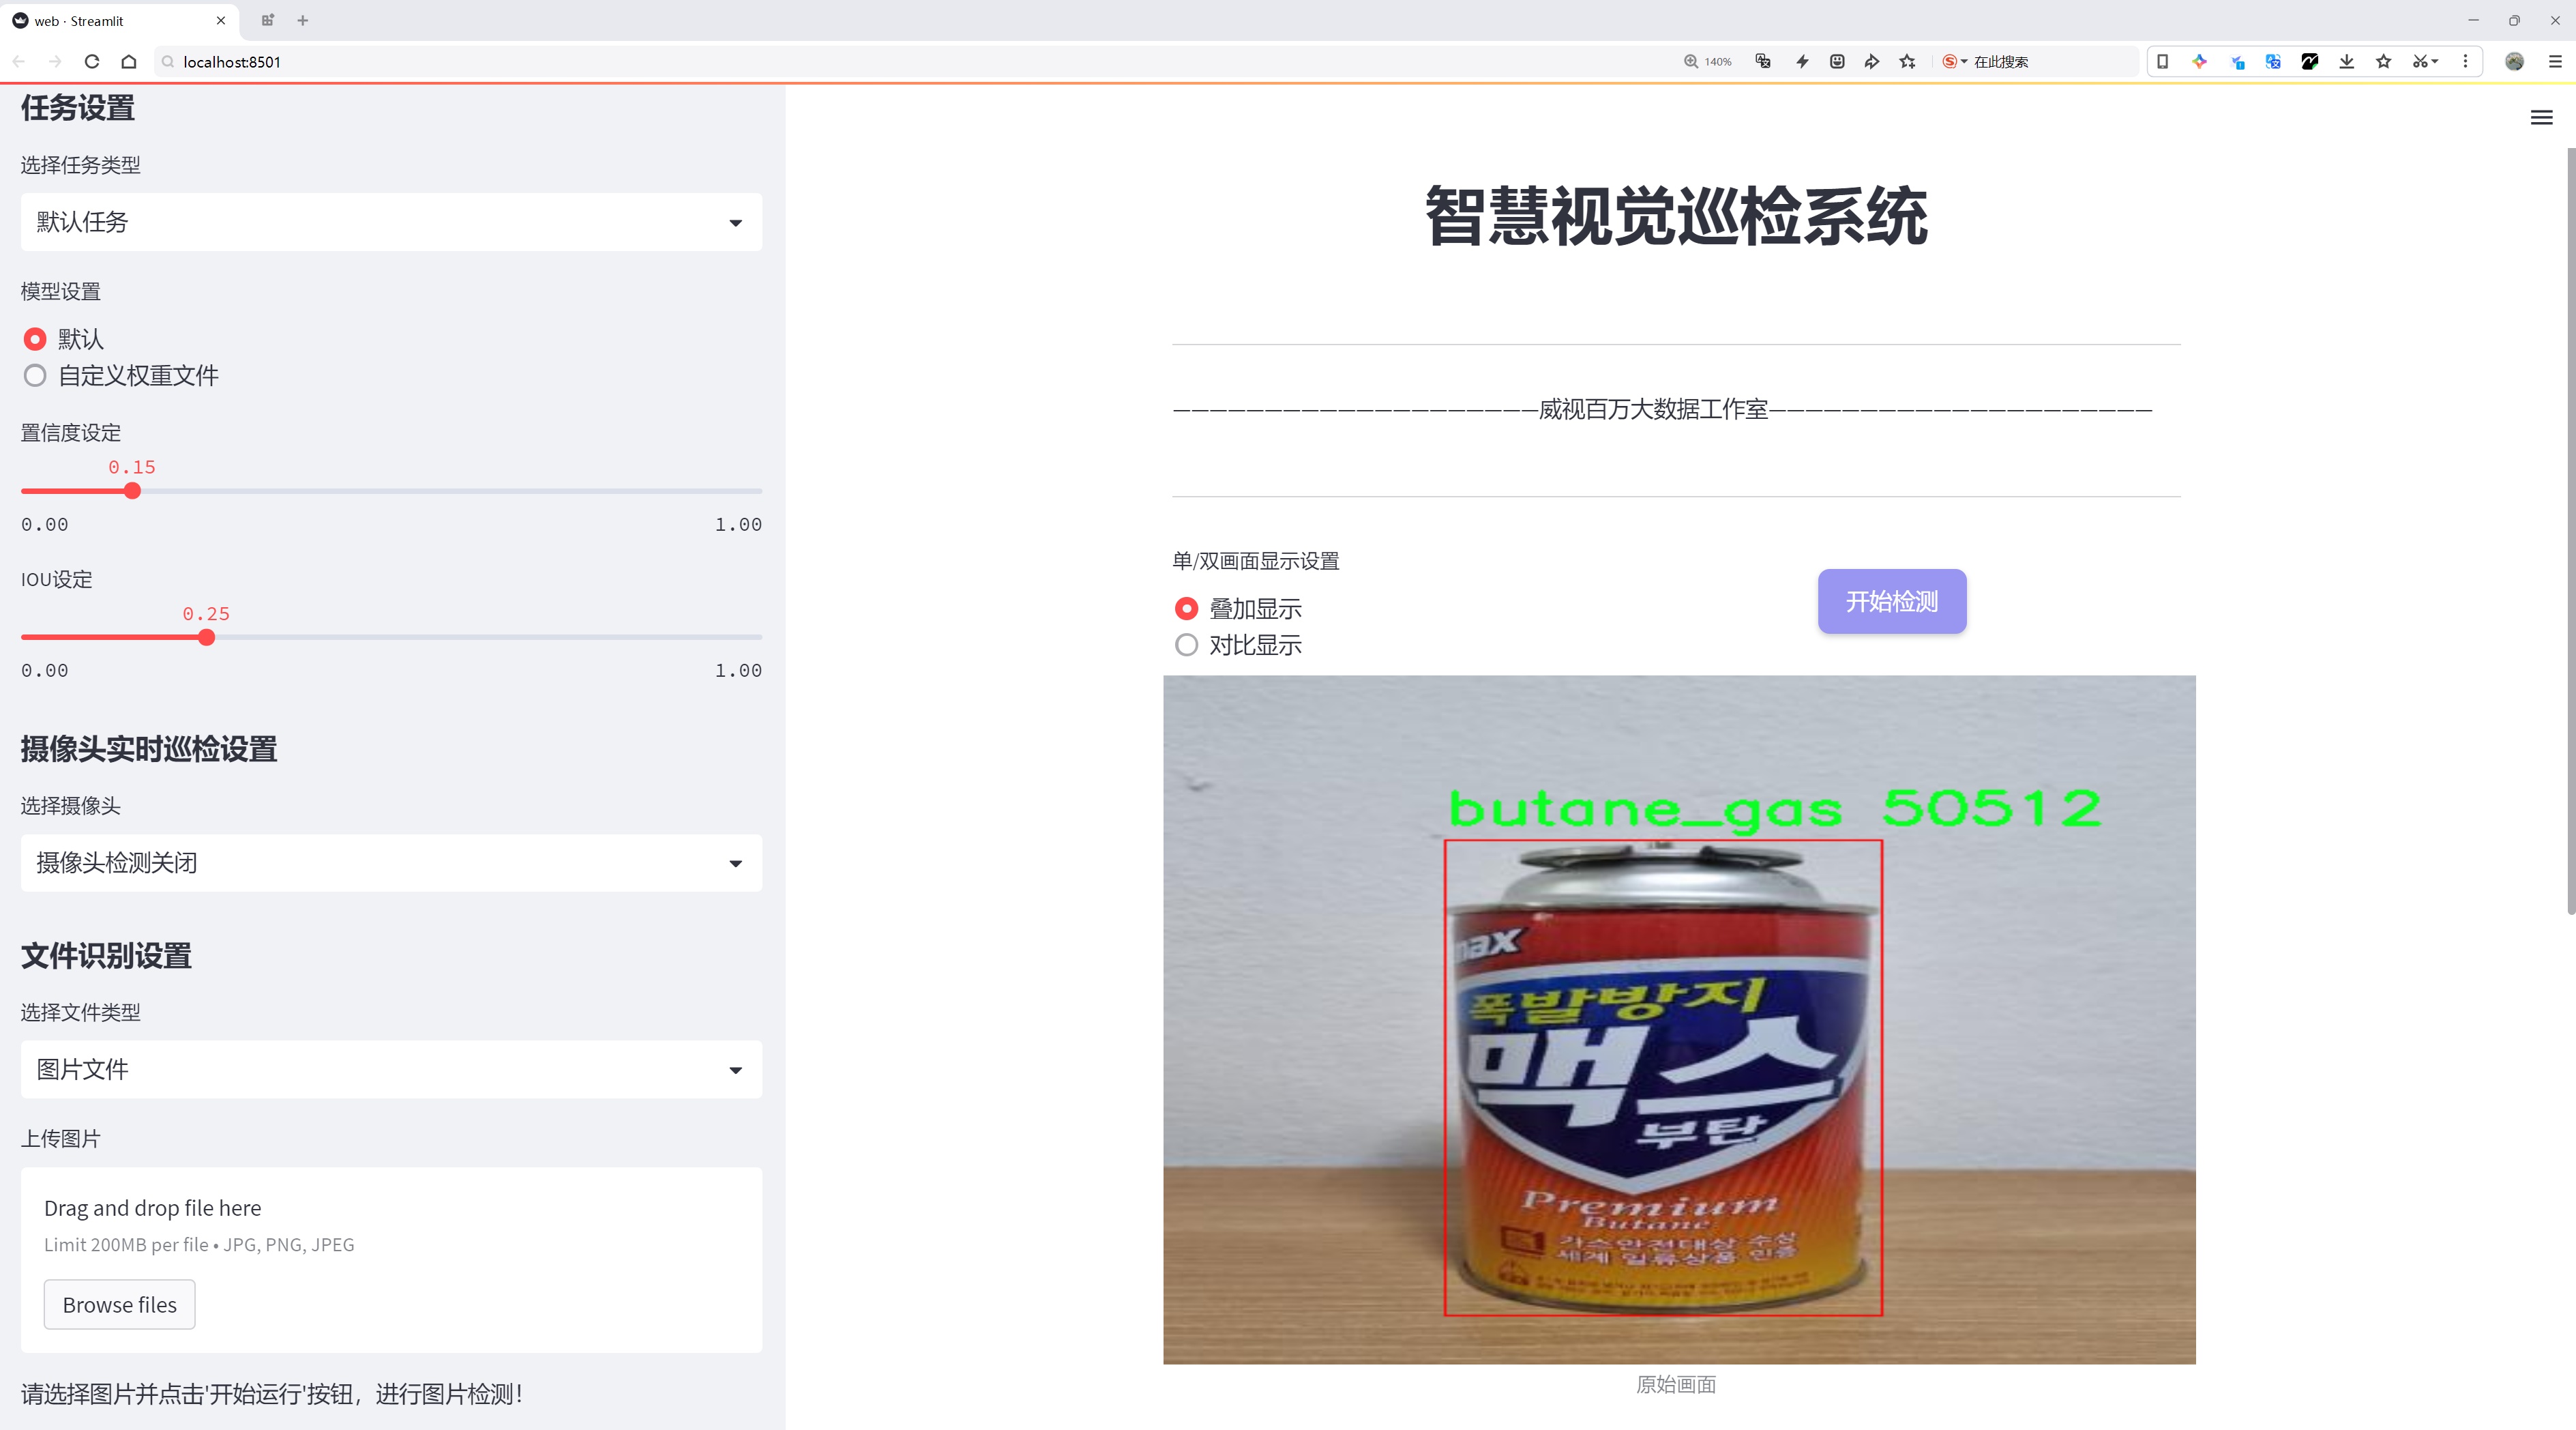 web · Streamlit
localhost:8501
140%
在此搜索
任务设置
选择任务类型
默认任务
模型设置
默认
自定义权重文件
置信度设定
0.15
0.00
1.00
IOU设定
0.25
0.00
1.00
摄像头实时巡检设置
选择摄像头
摄像头检测关闭
文件识别设置
选择文件类型
图片文件
上传图片
Drag and drop file here
Limit 200MB per file • JPG, PNG, JPEG
Browse files
请选择图片并点击'开始运行'按钮，进行图片检测！
智慧视觉巡检系统
————————————————————威视百万大数据工作室—————————————————————
单/双画面显示设置
叠加显示
对比显示
开始检测
butane_gas 50512
max
폭발방지
맥스
부탄
Premium
Butane
가스안전대상 수상
세계 일류상품 인증
原始画面